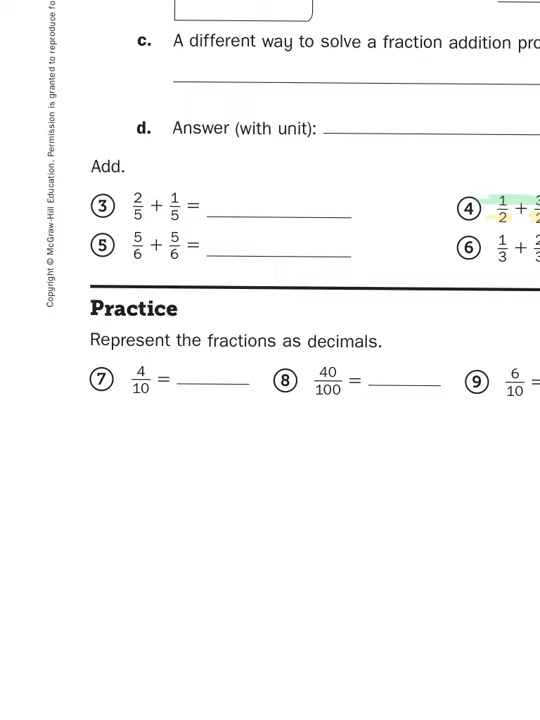 c. A different way to solve a fraction addition
d. Answer (with unit):
Add.
3 2/5 + 1/5 =
4 1/2 +
5 5/6 + 5/6 =
6 1/3 +
Practice
Represent the fractions as decimals.
7 4/10 =
8 40/100 =
9 6/10 =
Copyright © McGraw-Hill Education. Permission is granted to reproduce